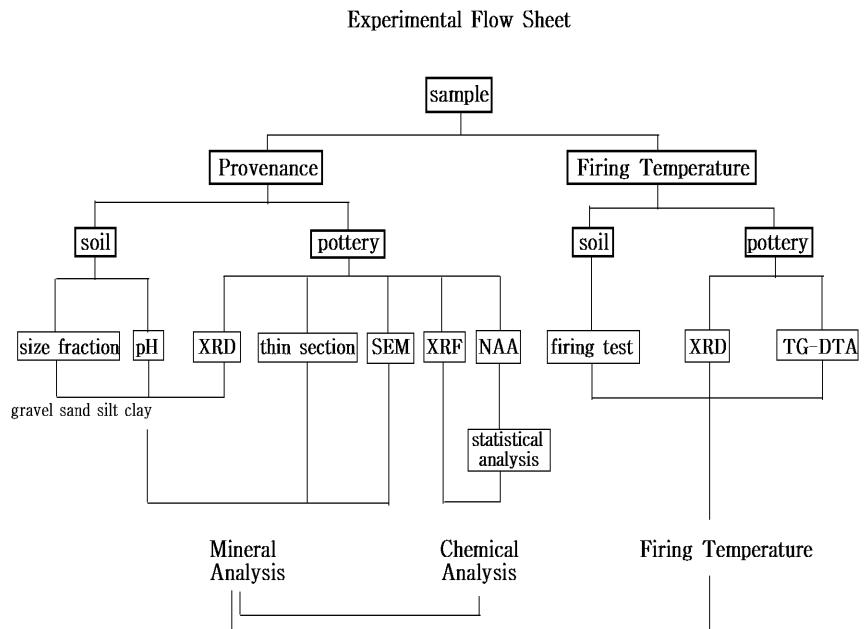 Experimental Flow Sheet
sample
Provenance
Firing Temperature
soil
pottery
soil
pottery
size fraction
pH
XRD
thin section
SEM
XRF
NAA
firing test
XRD
TG-DTA
gravel sand silt clay
statistical
analysis
Mineral
Analysis
Chemical
Analysis
Firing Temperature